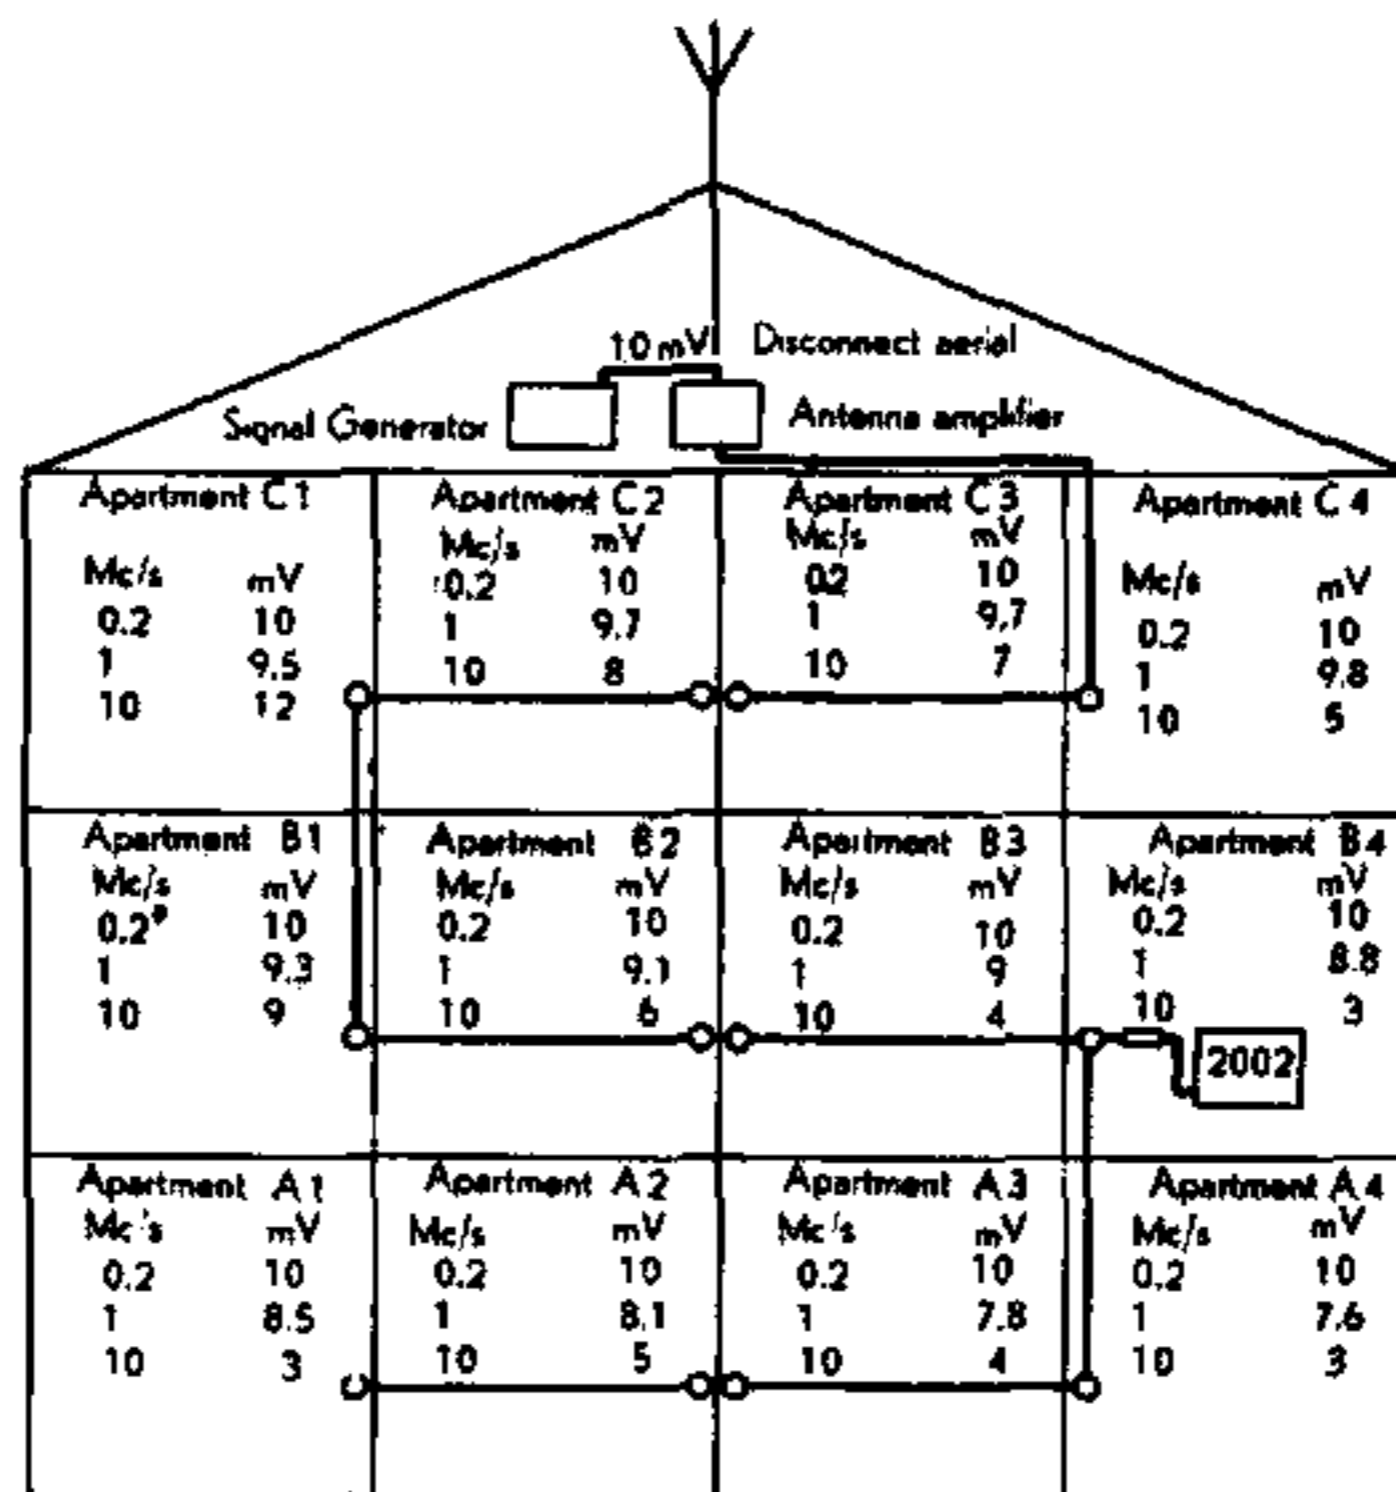 10 mV Disconnect aerial
Signal Generator
Antenna amplifier
Apartment C1
Mc/s mV
0.2 10
1 9.5
10 12
Apartment C2
Mc/s mV
0.2 10
1 9.7
10 8
Apartment C3
Mc/s mV
02 10
1 9.7
10 7
Apartment C4
Mc/s mV
0.2 10
1 9.8
10 5
Apartment B1
Mc/s mV
0.2 10
1 9.3
10 9
Apartment B2
Mc/s mV
0.2 10
1 9.1
10 6
Apartment B3
Mc/s mV
0.2 10
1 9
10 4
Apartment B4
Mc/s mV
0.2 10
1 8.8
10 3
2002
Apartment A1
Mc/s mV
0.2 10
1 8.5
10 3
Apartment A2
Mc/s mV
0.2 10
1 8.1
10 5
Apartment A3
Mc/s mV
0.2 10
1 7.8
10 4
Apartment A4
Mc/s mV
0.2 10
1 7.6
10 3